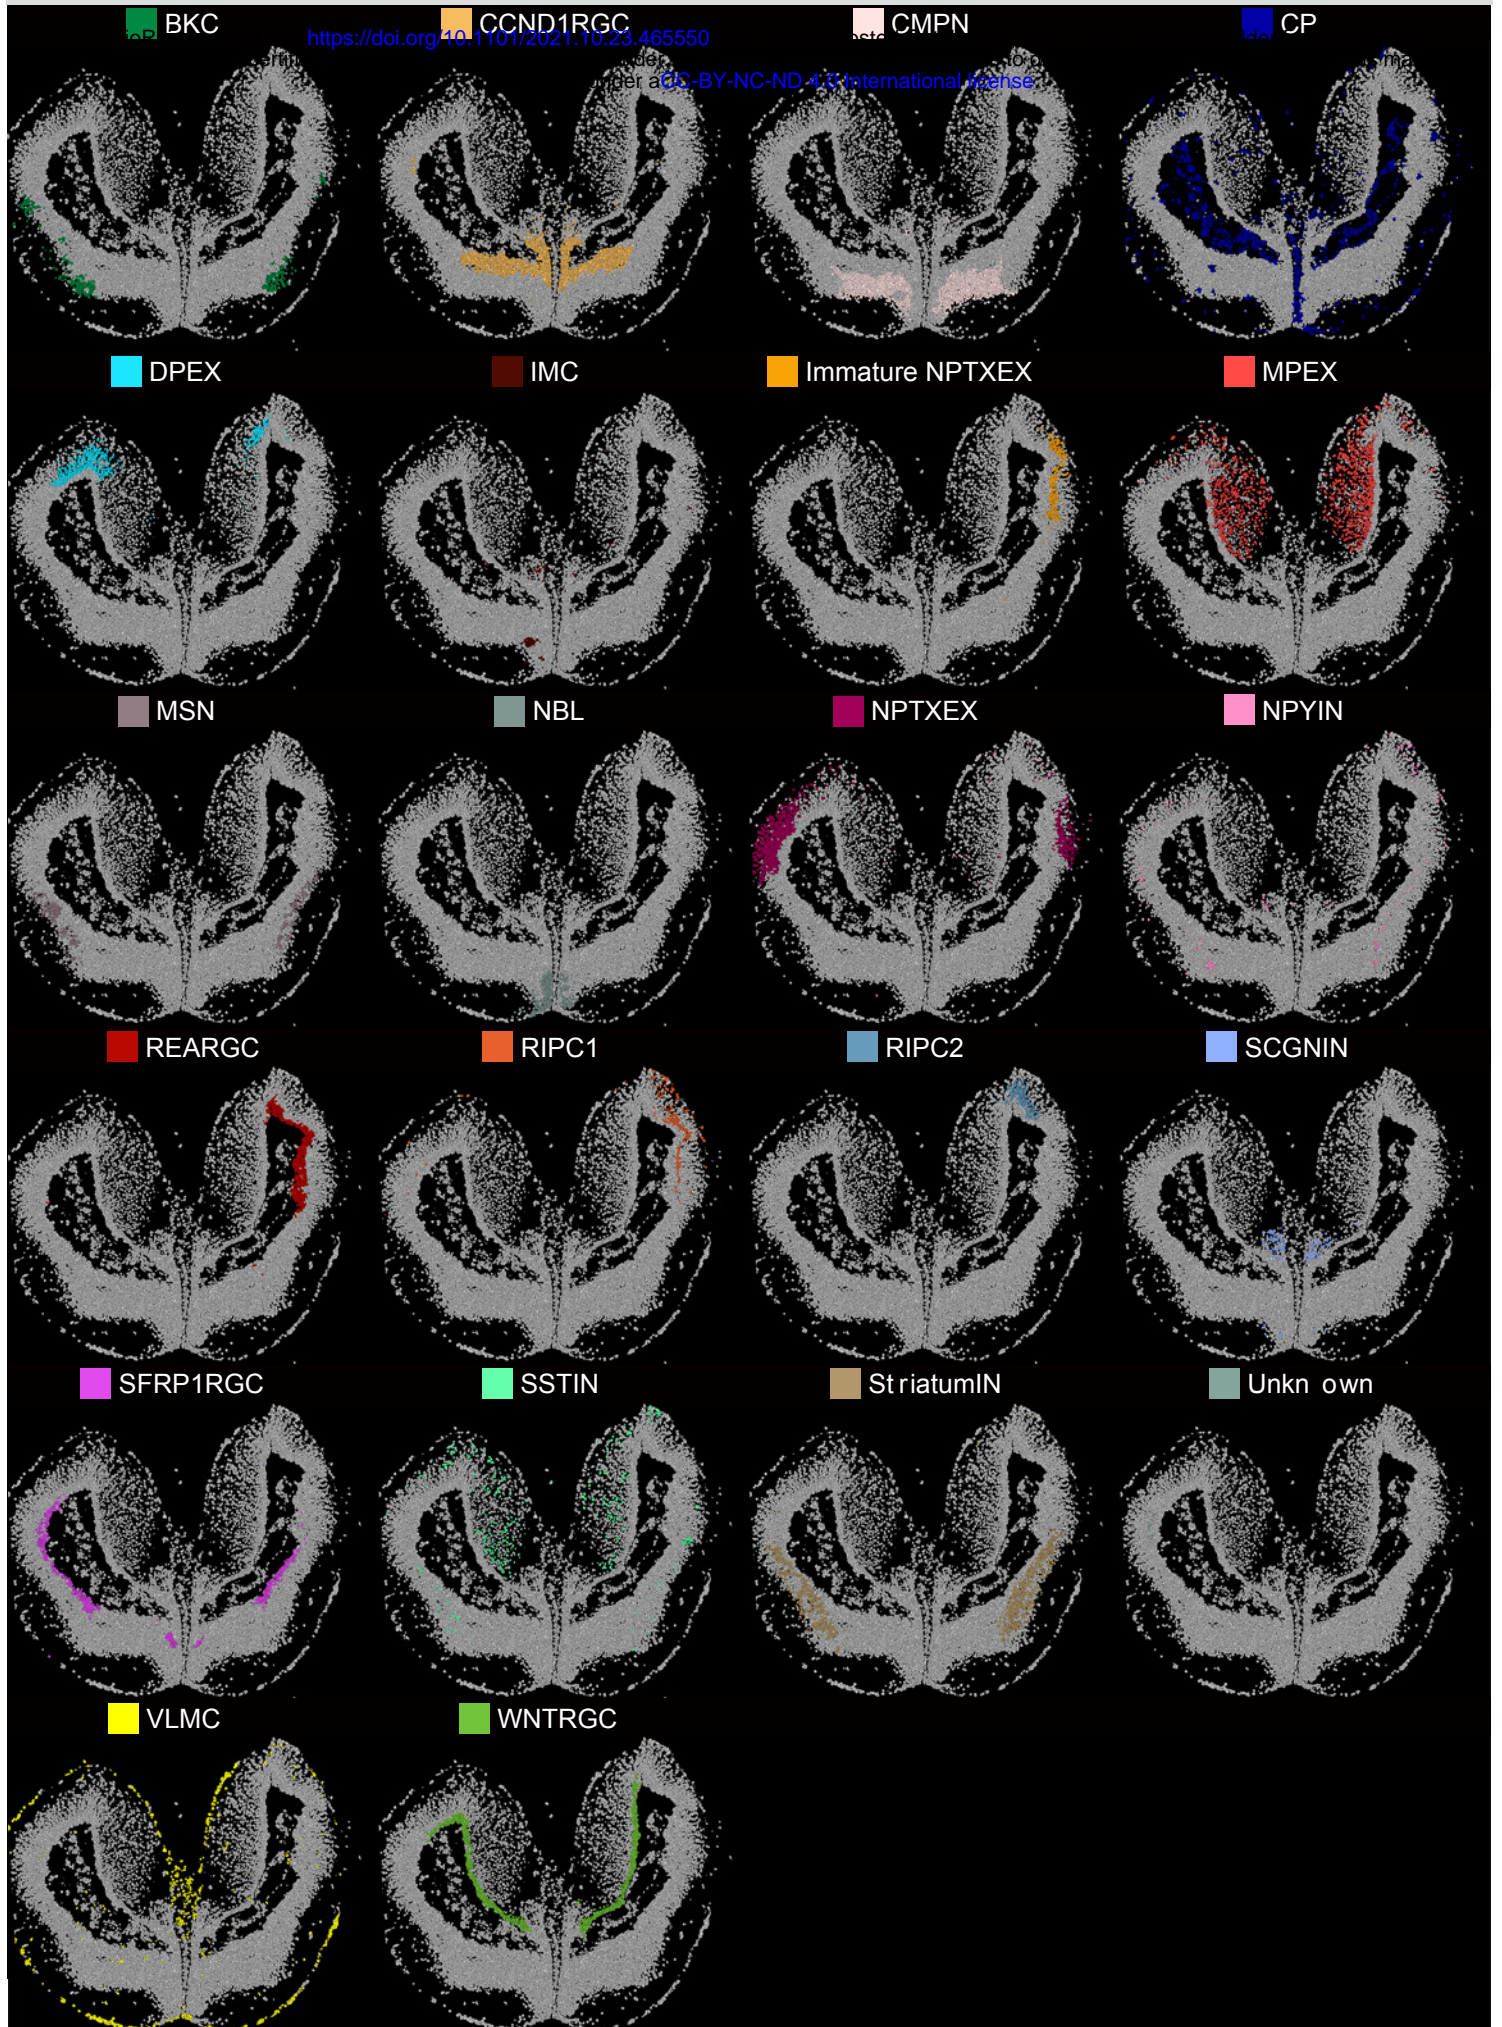 BKC
CCND1RGC
CMPN
CP
https://doi.org/10.1101/2021.10.23.465550
under a CC-BY-NC-ND 4.0 International license
DPEX
IMC
Immature NPTXEX
MPEX
MSN
NBL
NPTXEX
NPYIN
REARGC
RIPC1
RIPC2
SCGNIN
SFRP1RGC
SSTIN
StriatumIN
Unkn own
VLMC
WNTRGC